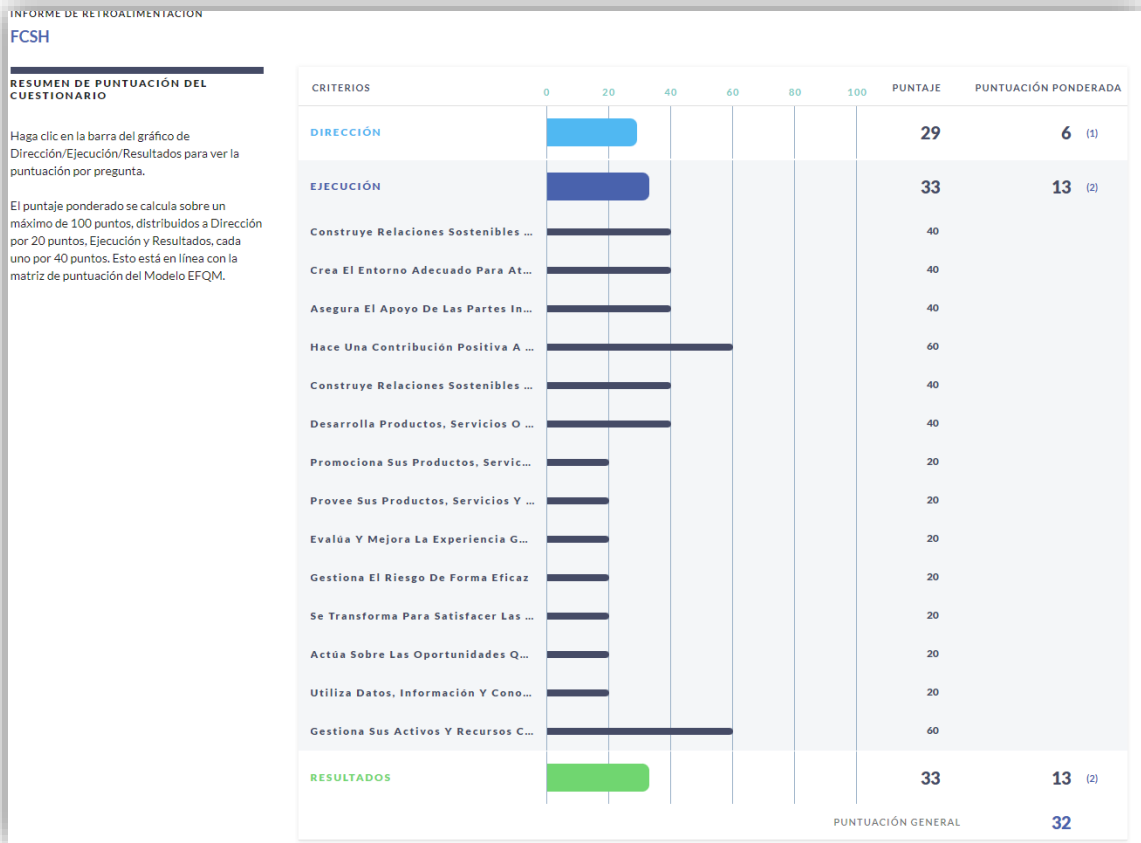 INFORME DE RETROALIMENTACIÓN
FCSH
RESUMEN DE PUNTUACIÓN DEL
CUESTIONARIO
Haga clic en la barra del gráfico de
Dirección/Ejecución/Resultados para ver la
puntuación por pregunta.
El puntaje ponderado se calcula sobre un
máximo de 100 puntos, distribuidos a Dirección
por 20 puntos, Ejecución y Resultados, cada
uno por 40 puntos. Esto está en línea con la
matriz de puntuación del Modelo EFQM.
CRITERIOS 0 20 40 60 80 100 PUNTAJE PUNTUACIÓN PONDERADA
DIRECCIÓN 29 6 (1)
EJECUCIÓN 33 13 (2)
Construye Relaciones Sostenibles ... 40
Crea El Entorno Adecuado Para At... 40
Asegura El Apoyo De Las Partes In... 40
Hace Una Contribución Positiva A ... 60
Construye Relaciones Sostenibles ... 40
Desarrolla Productos, Servicios O ... 40
Promociona Sus Productos, Servic... 20
Provee Sus Productos, Servicios Y ... 20
Evalúa Y Mejora La Experiencia G... 20
Gestiona El Riesgo De Forma Eficaz 20
Se Transforma Para Satisfacer Las ... 20
Actúa Sobre Las Oportunidades Q... 20
Utiliza Datos, Información Y Cono... 20
Gestiona Sus Activos Y Recursos C... 60
RESULTADOS 33 13 (2)
PUNTUACIÓN GENERAL 32